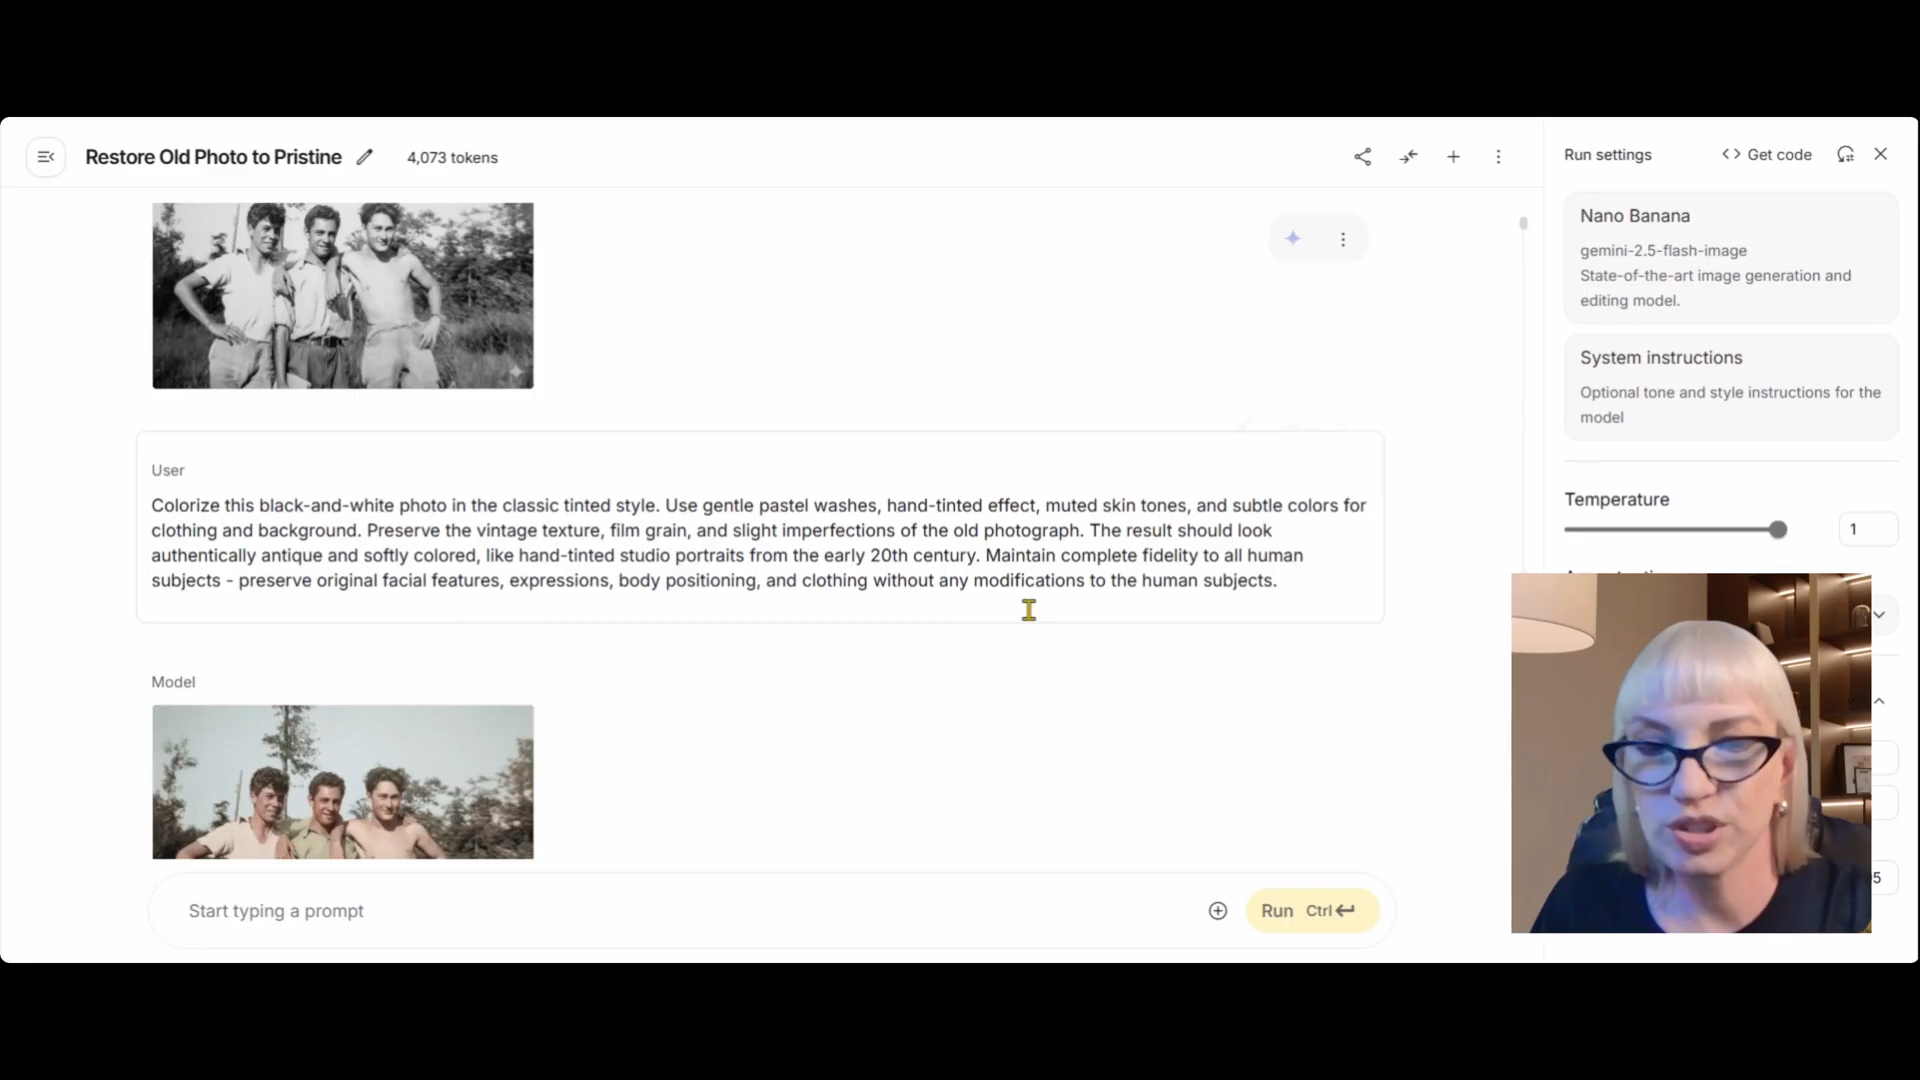 Restore Old Photo to Pristine
4,073 tokens
Run settings
Get code
Nano Banana
gemini-2.5-flash-image
State-of-the-art image generation and
editing model.
System instructions
Optional tone and style instructions for the
model
User
Colorize this black-and-white photo in the classic tinted style. Use gentle pastel washes, hand-tinted effect, muted skin tones, and subtle colors for
clothing and background. Preserve the vintage texture, film grain, and slight imperfections of the old photograph. The result should look
authentically antique and softly colored, like hand-tinted studio portraits from the early 20th century. Maintain complete fidelity to all human
subjects - preserve original facial features, expressions, body positioning, and clothing without any modifications to the human subjects.
Temperature
1
Model
5
Start typing a prompt
Run Ctrl